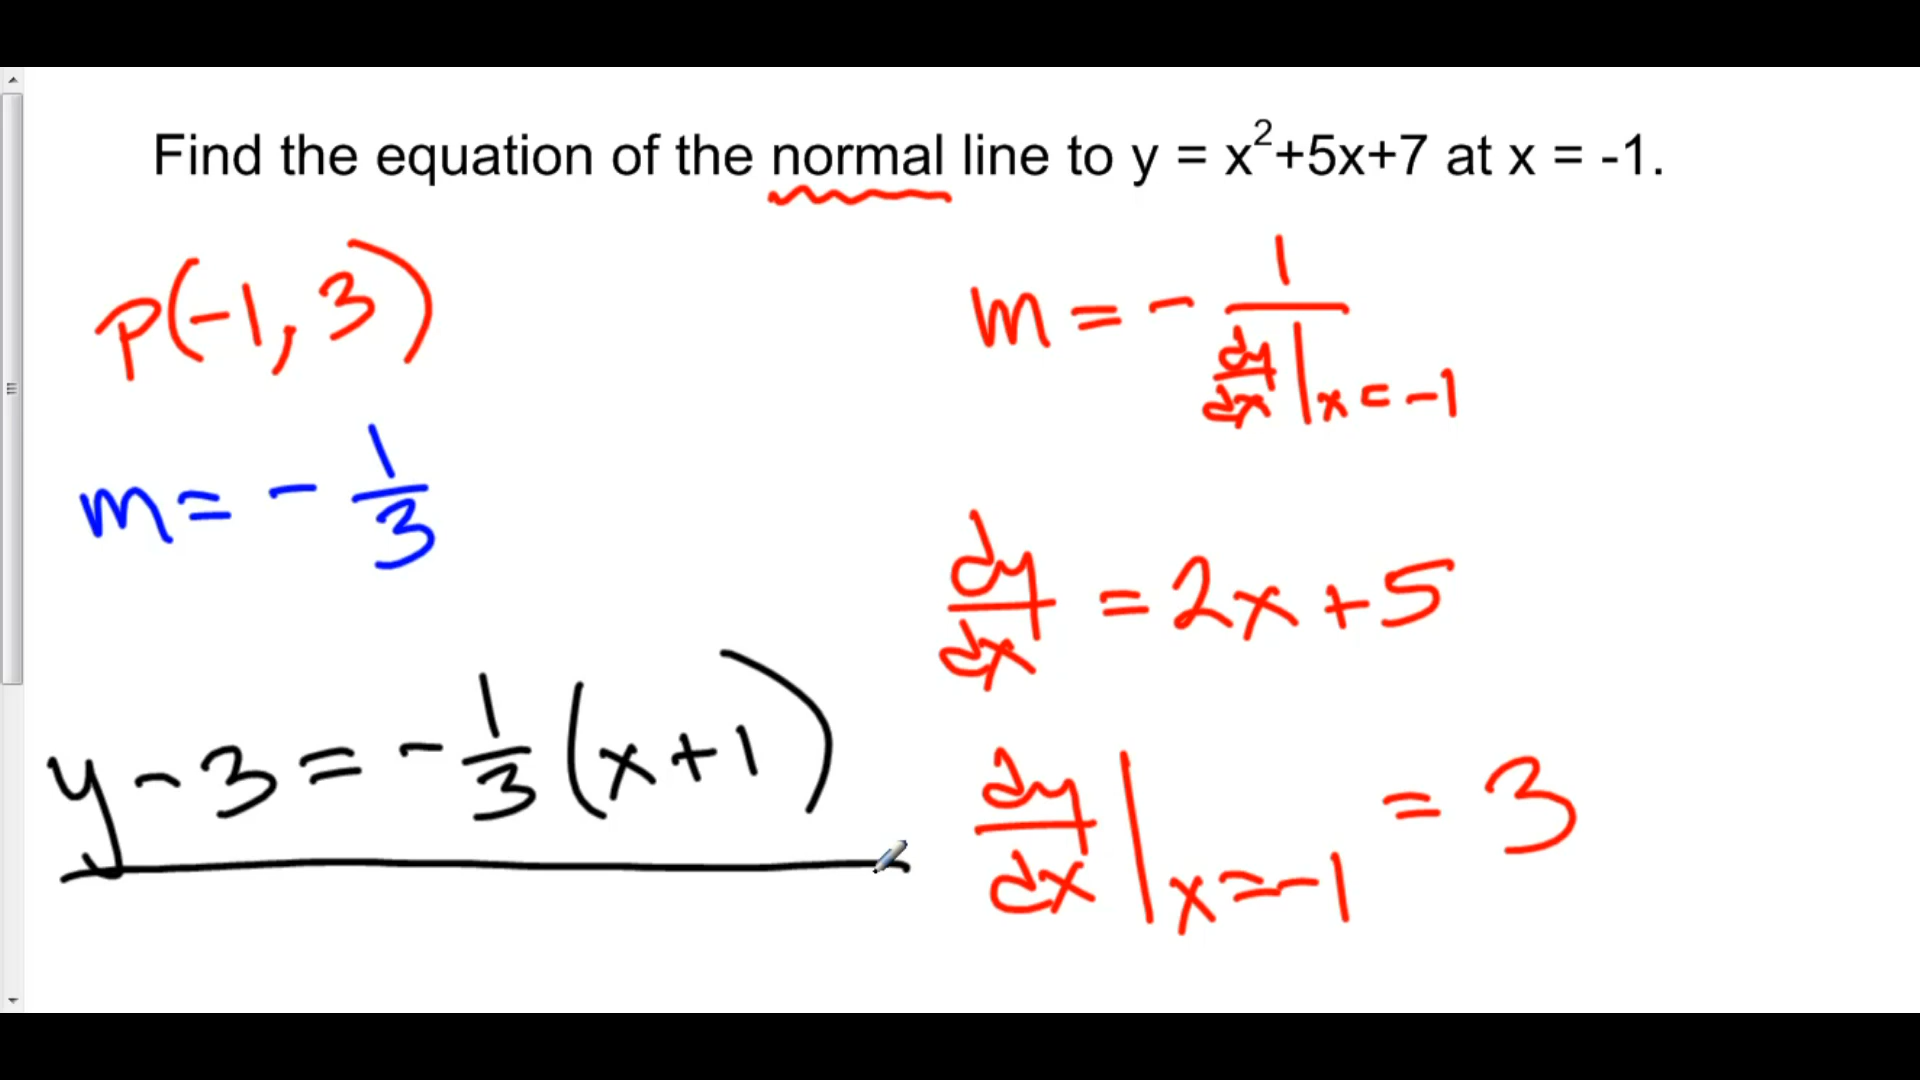 Find the equation of the normal line to y = x²+5x+7 at x = -1.
P(-1, 3)
m = - 1/3
y - 3 = - 1/3 (x + 1)
m = - 1/(dy/dx | x = -1)
dy/dx = 2x + 5
dy/dx | x = -1 = 3